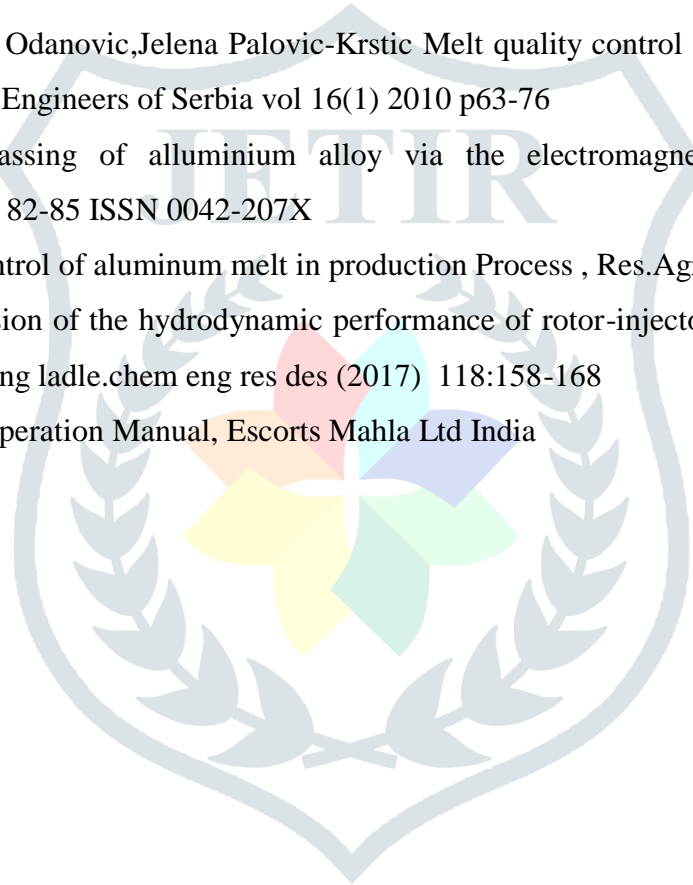 Odanovic,Jelena Palovic-Krstic Melt quality control
Engineers of Serbia vol 16(1) 2010 p63-76
assing of alluminium alloy via the electromagne
82-85 ISSN 0042-207X
ntrol of aluminum melt in production Process , Res.Ag
sion of the hydrodynamic performance of rotor-injecto
ng ladle.chem eng res des (2017) 118:158-168
peration Manual, Escorts Mahla Ltd India
JETIR